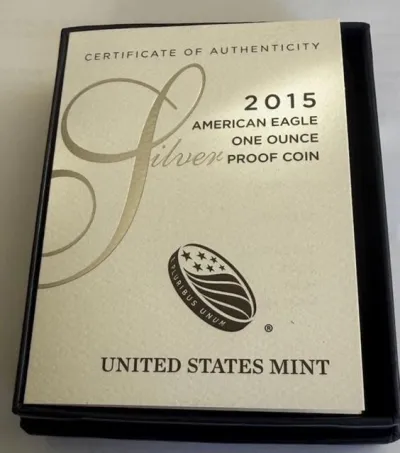 CERTIFICATE OF AUTHENTICITY
2015
AMERICAN EAGLE
ONE OUNCE
Silver PROOF COIN
PLURIBUS UNUM
®
UNITED STATES MINT